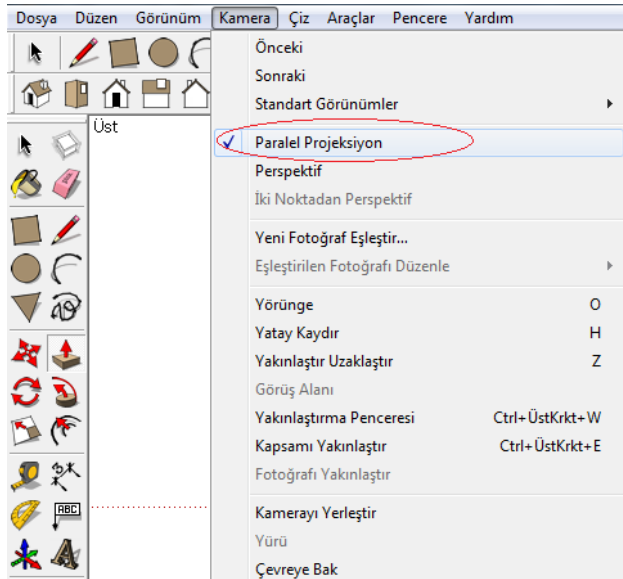 Dosya Düzen Görünüm Kamera Çiz Araçlar Pencere Yardım
Önceki
Sonraki
Standart Görünümler
Üst
Paralel Projeksiyon
Perspektif
İki Noktadan Perspektif
Yeni Fotoğraf Eşleştir...
Eşleştirilen Fotoğrafı Düzenle
Yörünge O
Yatay Kaydır H
Yakınlaştır Uzaklaştır Z
Görüş Alanı
Yakınlaştırma Penceresi Ctrl+ÜstKrkt+W
Kapsamı Yakınlaştır Ctrl+ÜstKrkt+E
Fotoğrafı Yakınlaştır
ABC
Kamerayı Yerleştir
Yürü
Çevreye Bak